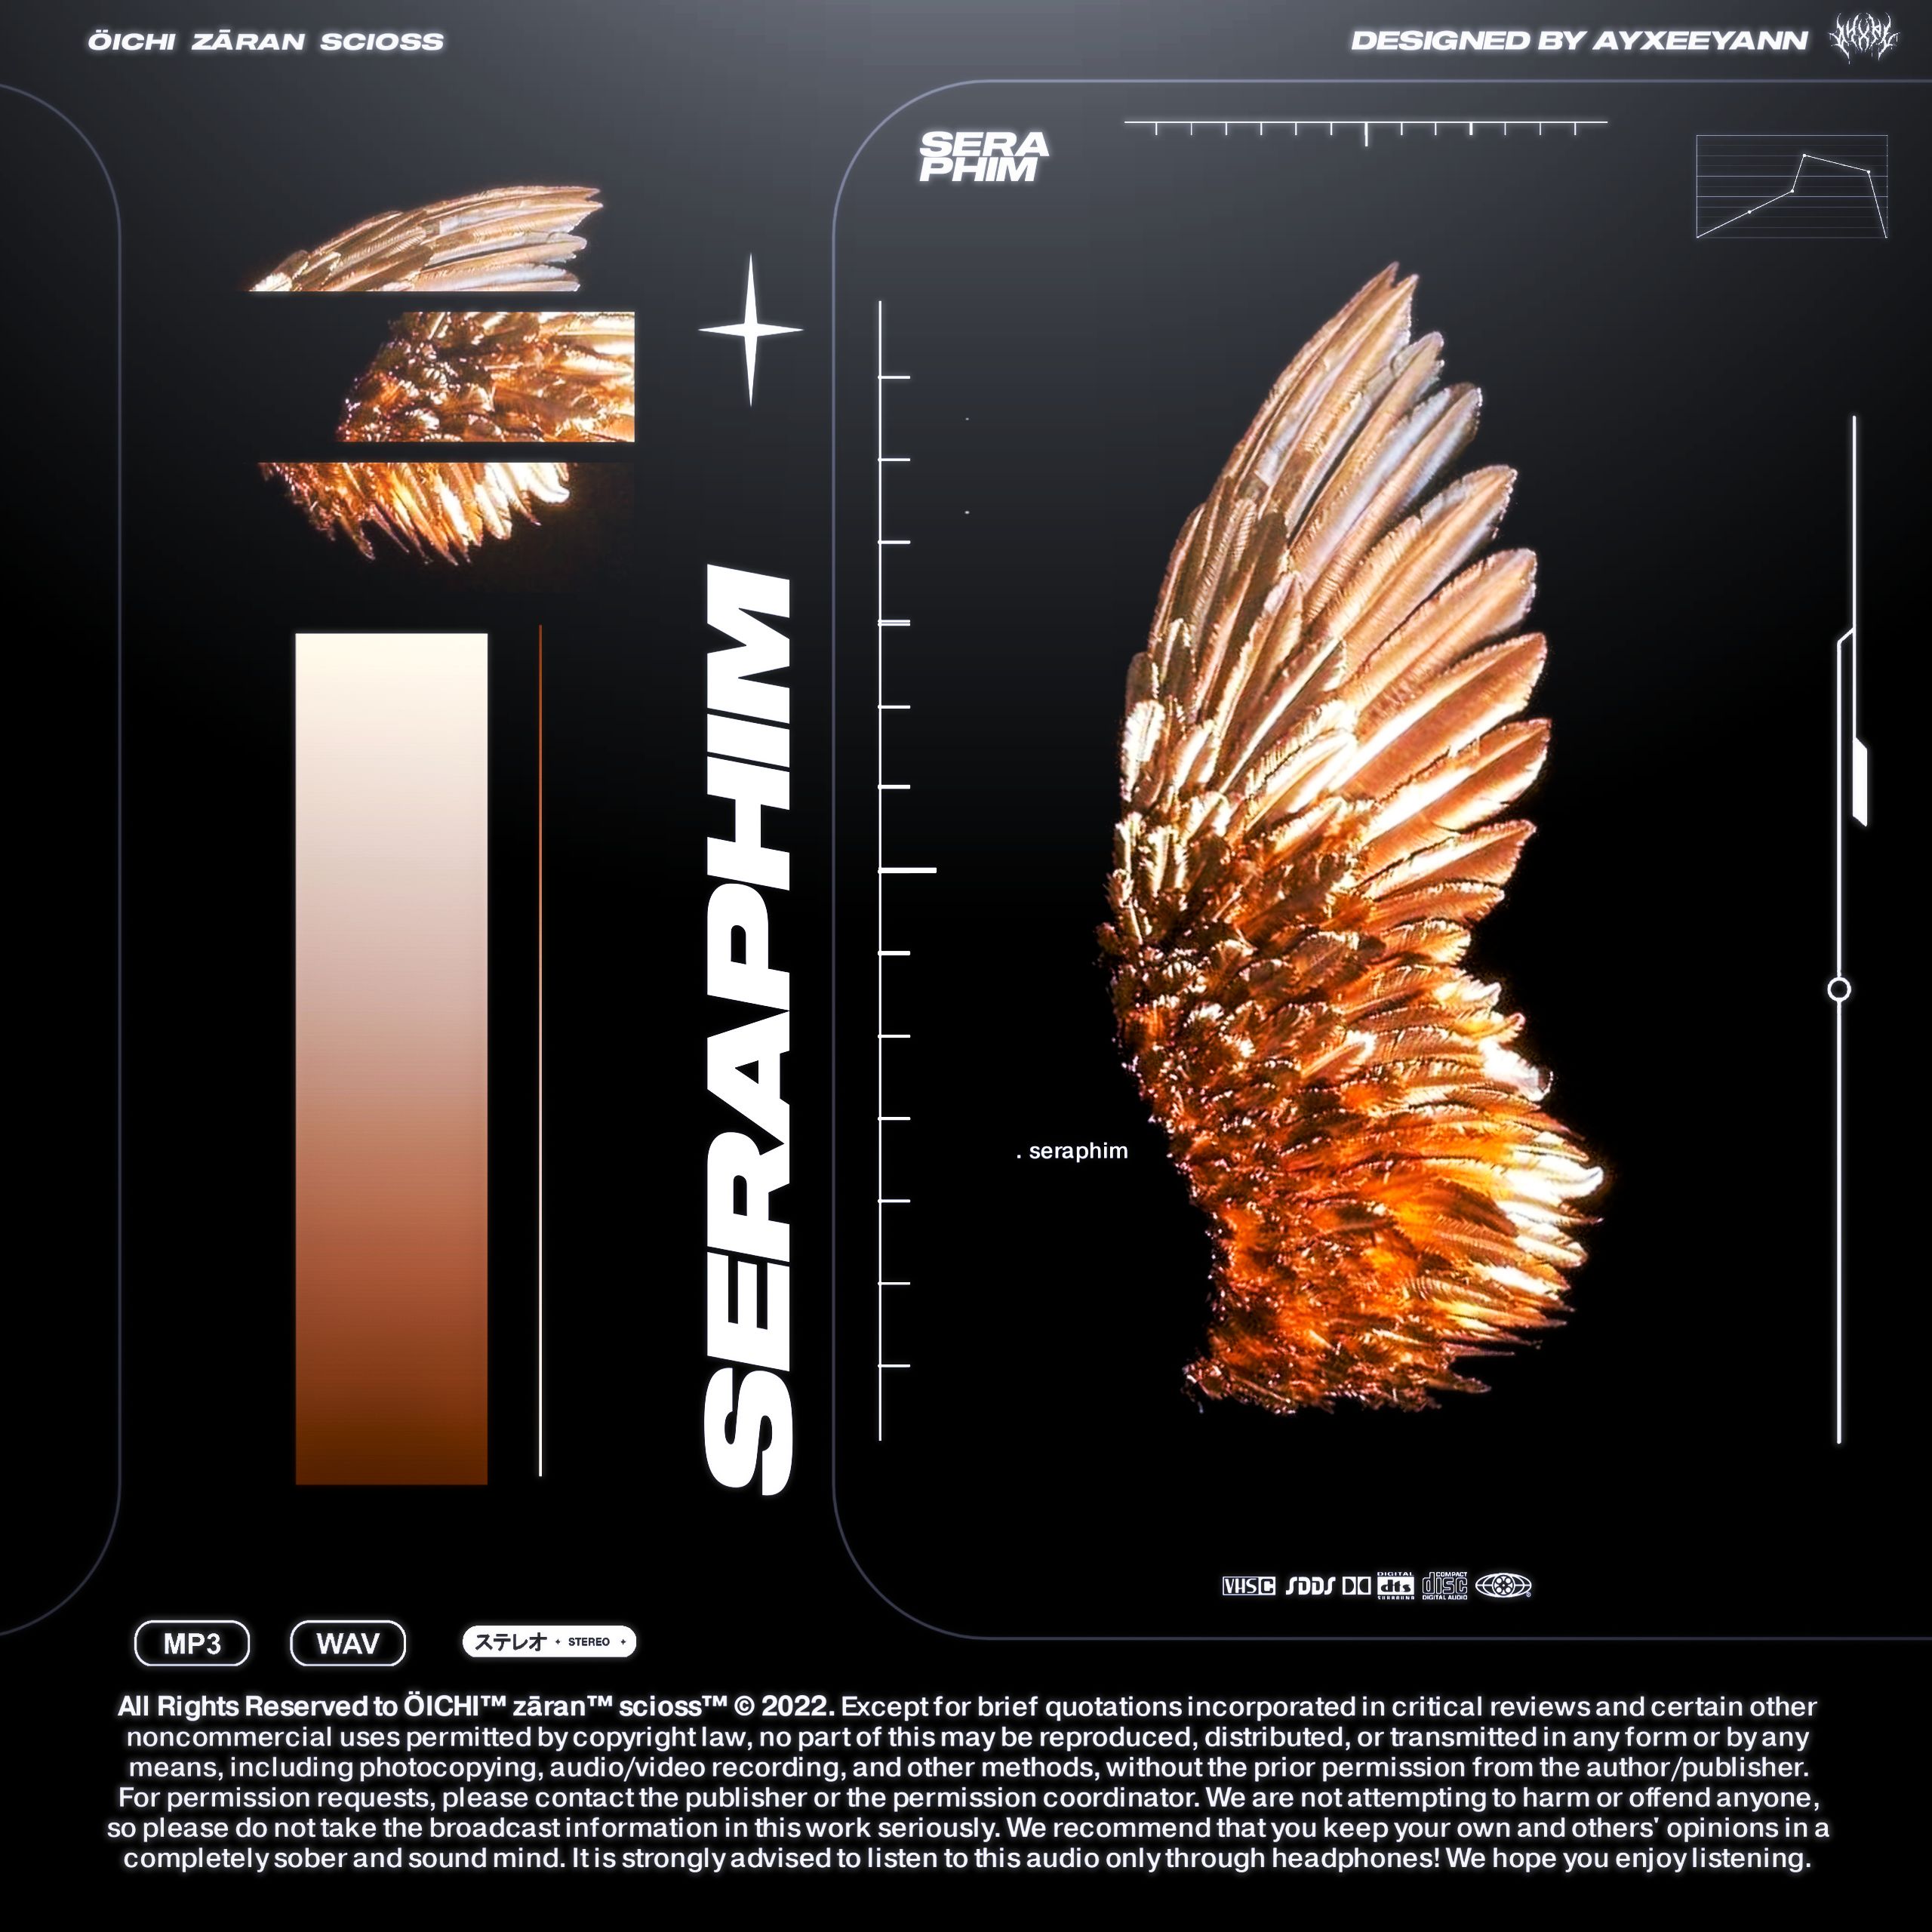 ÖICHI ZĀRAN SCIOSS
DESIGNED BY AYXEEYANN
SERA
PHIM
SERAPHIM
. seraphim
VHSC SDDS DIGITAL dts SURROUND COMPACT disc DIGITAL AUDIO
MP3
WAV
ステレオ + STEREO +
All Rights Reserved to ÖICHI™ zāran™ scioss™ © 2022. Except for brief quotations incorporated in critical reviews and certain other
noncommercial uses permitted by copyright law, no part of this may be reproduced, distributed, or transmitted in any form or by any
means, including photocopying, audio/video recording, and other methods, without the prior permission from the author/publisher.
For permission requests, please contact the publisher or the permission coordinator. We are not attempting to harm or offend anyone,
so please do not take the broadcast information in this work seriously. We recommend that you keep your own and others' opinions in a
completely sober and sound mind. It is strongly advised to listen to this audio only through headphones! We hope you enjoy listening.